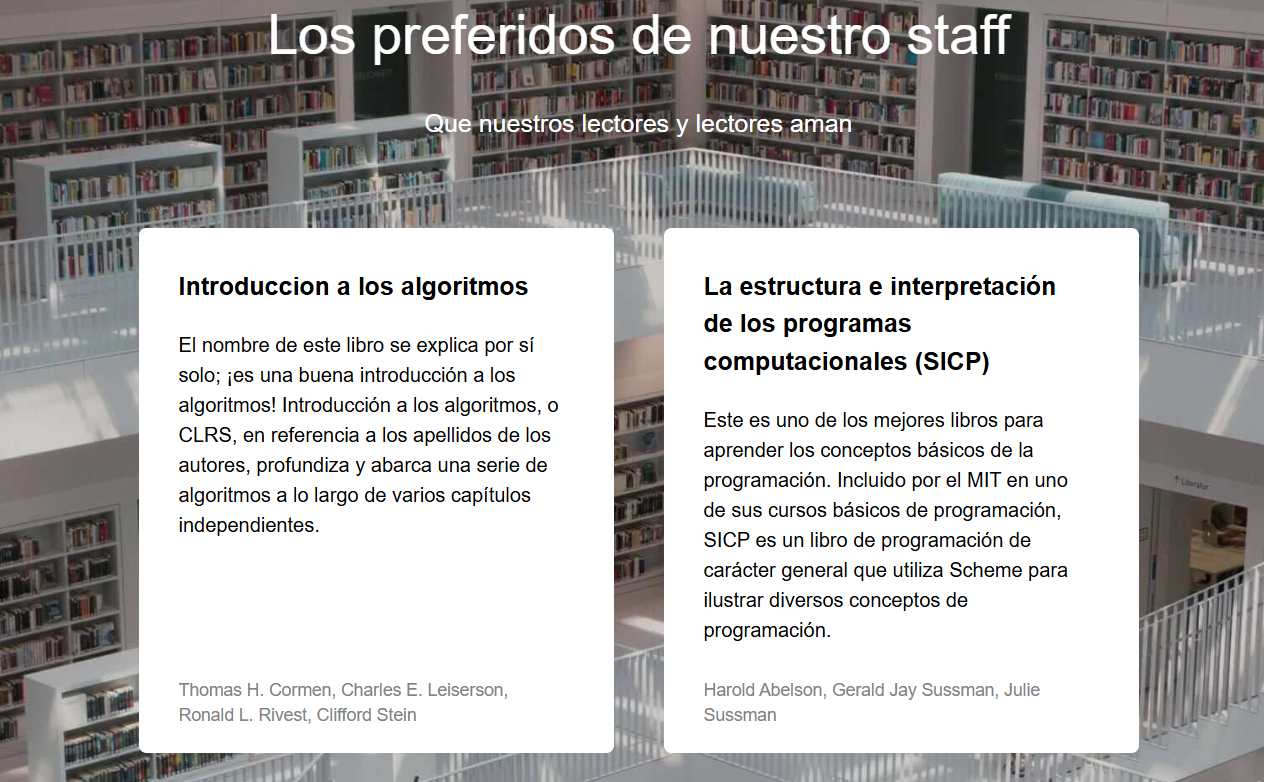 Los preferidos de nuestro staff
Que nuestros lectores y lectores aman
Introduccion a los algoritmos
El nombre de este libro se explica por sí
solo; ¡es una buena introducción a los
algoritmos! Introducción a los algoritmos, o
CLRS, en referencia a los apellidos de los
autores, profundiza y abarca una serie de
algoritmos a lo largo de varios capítulos
independientes.
Thomas H. Cormen, Charles E. Leiserson,
Ronald L. Rivest, Clifford Stein
La estructura e interpretación
de los programas
computacionales (SICP)
Este es uno de los mejores libros para
aprender los conceptos básicos de la
programación. Incluido por el MIT en uno
de sus cursos básicos de programación,
SICP es un libro de programación de
carácter general que utiliza Scheme para
ilustrar diversos conceptos de
programación.
Harold Abelson, Gerald Jay Sussman, Julie
Sussman
↑ Literatur